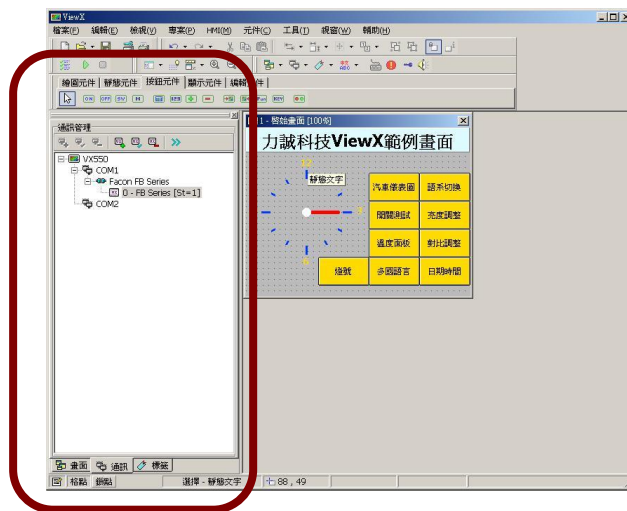 ViewX
檔案(F) 編輯(E) 檢視(V) 專案(P) HMI(M) 元件(C) 工具(T) 視窗(W) 輔助(H)
繪圖元件 靜態元件 按鈕元件 顯示元件 編輯元件
ON OFF
通訊管理
VX550
COM1
Facon FB Series
0 - FB Series [St=1]
COM2
1 - 啓始畫面 [100%]
力誠科技ViewX範例畫面
靜態文字
汽車儀表圖 語系切換
開關測試 亮度調整
溫度面板 對比調整
燈號 多國語言 日期時間
畫面 通訊 標籤
格點 鎖點 選擇 - 靜態文字 88 , 49